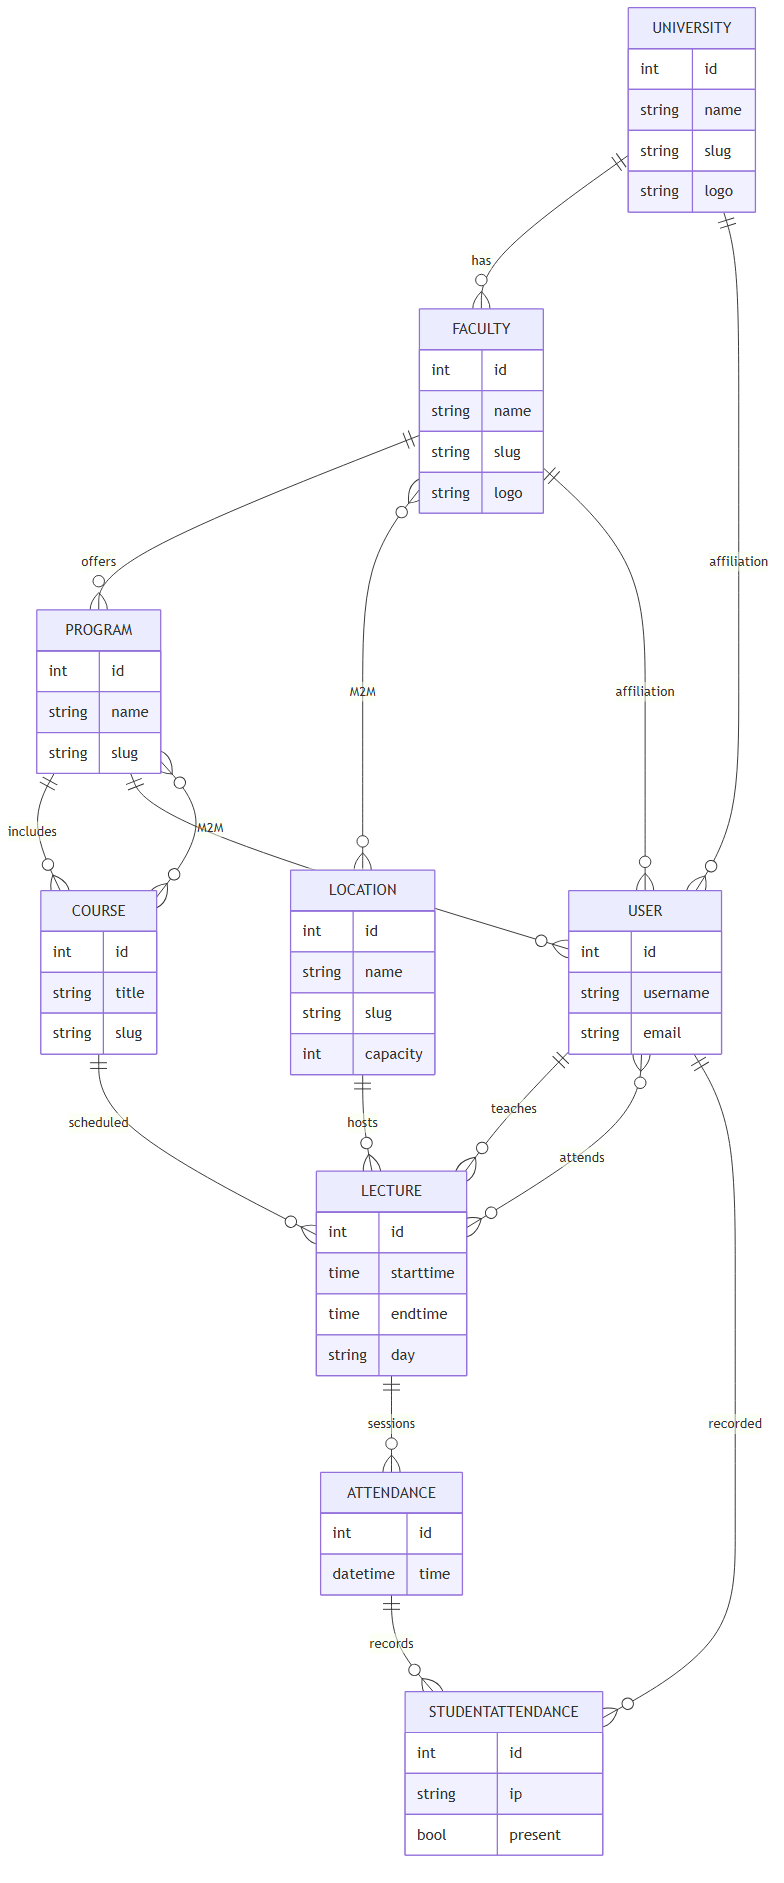 UNIVERSITY
int id
string name
string slug
string logo
has
FACULTY
int id
string name
string slug
string logo
offers
affiliation
PROGRAM
int id
string name
string slug
M2M
affiliation
includes
M2M
LOCATION
int id
string name
string slug
int capacity
COURSE
int id
string title
string slug
USER
int id
string username
string email
scheduled
hosts
teaches
attends
LECTURE
int id
time starttime
time endtime
string day
sessions
recorded
ATTENDANCE
int id
datetime time
records
STUDENTATTENDANCE
int id
string ip
bool present